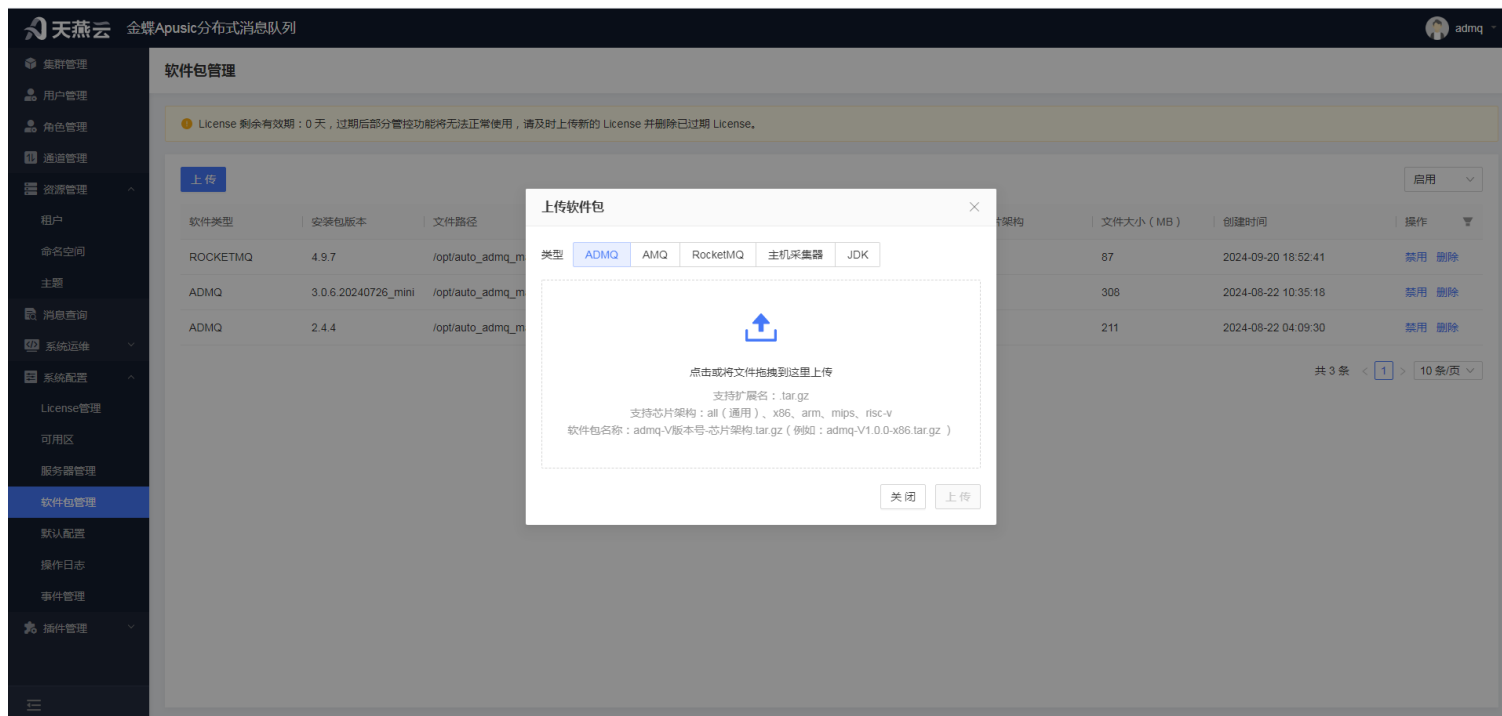 天燕云 金蝶Apusic分布式消息队列 admq
集群管理
用户管理
角色管理
通道管理
资源管理
租户
命名空间
主题
消息查询
系统运维
系统配置
License管理
可用区
服务器管理
软件包管理
默认配置
操作日志
事件管理
插件管理
软件包管理
License 剩余有效期：0 天，过期后部分管控功能将无法正常使用，请及时上传新的 License 并删除已过期 License。
上传 启用
软件类型 安装包版本 文件路径 片架构 文件大小（MB） 创建时间 操作
ROCKETMQ 4.9.7 /opt/auto_admq_m 87 2024-09-20 18:52:41 禁用 删除
ADMQ 3.0.6.20240726_mini /opt/auto_admq_m 308 2024-08-22 10:35:18 禁用 删除
ADMQ 2.4.4 /opt/auto_admq_m 211 2024-08-22 04:09:30 禁用 删除
共 3 条 < 1 > 10 条/页
上传软件包
类型 ADMQ AMQ RocketMQ 主机采集器 JDK
点击或将文件拖拽到这里上传
支持扩展名：.tar.gz
支持芯片架构：all（通用）、x86、arm、mips、risc-v
软件包名称：admq-V版本号-芯片架构.tar.gz（例如：admq-V1.0.0-x86.tar.gz ）
关闭 上传